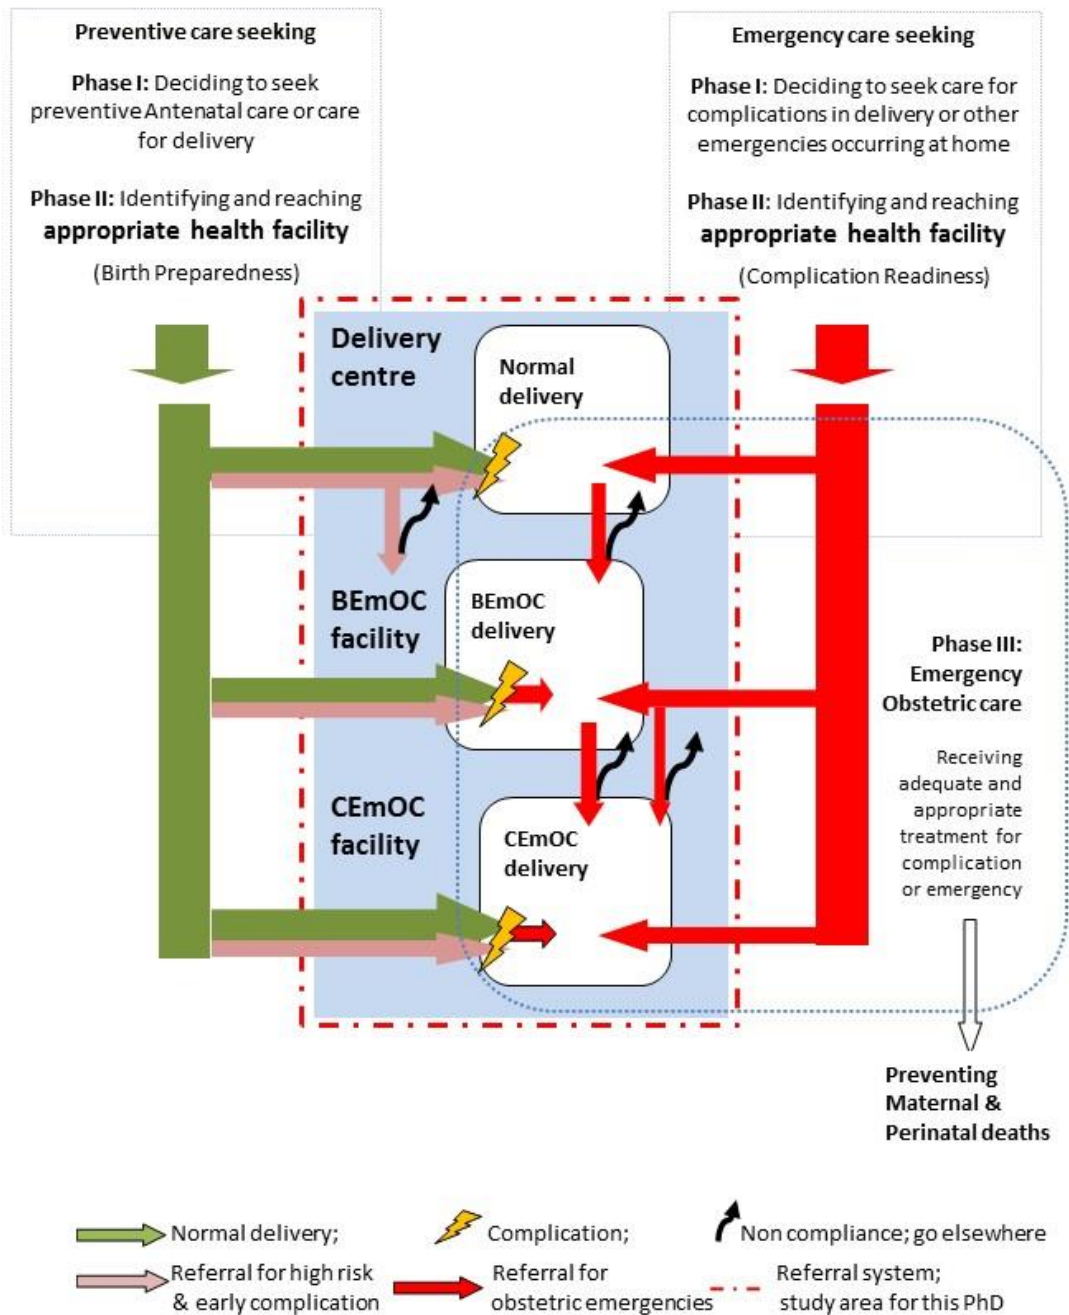 Preventive care seeking
Phase I: Deciding to seek
preventive Antenatal care or care
for delivery
Phase II: Identifying and reaching
appropriate health facility
(Birth Preparedness)
Emergency care seeking
Phase I: Deciding to seek care for
complications in delivery or other
emergencies occurring at home
Phase II: Identifying and reaching
appropriate health facility
(Complication Readiness)
Delivery
centre
Normal
delivery
BEmOC
facility
BEmOC
delivery
CEmOC
facility
CEmOC
delivery
Phase III:
Emergency
Obstetric care
Receiving
adequate and
appropriate
treatment for
complication
or emergency
Preventing
Maternal &
Perinatal deaths
Normal delivery;
Complication;
Non compliance; go elsewhere
Referral for high risk
& early complication
Referral for
obstetric emergencies
Referral system;
study area for this PhD